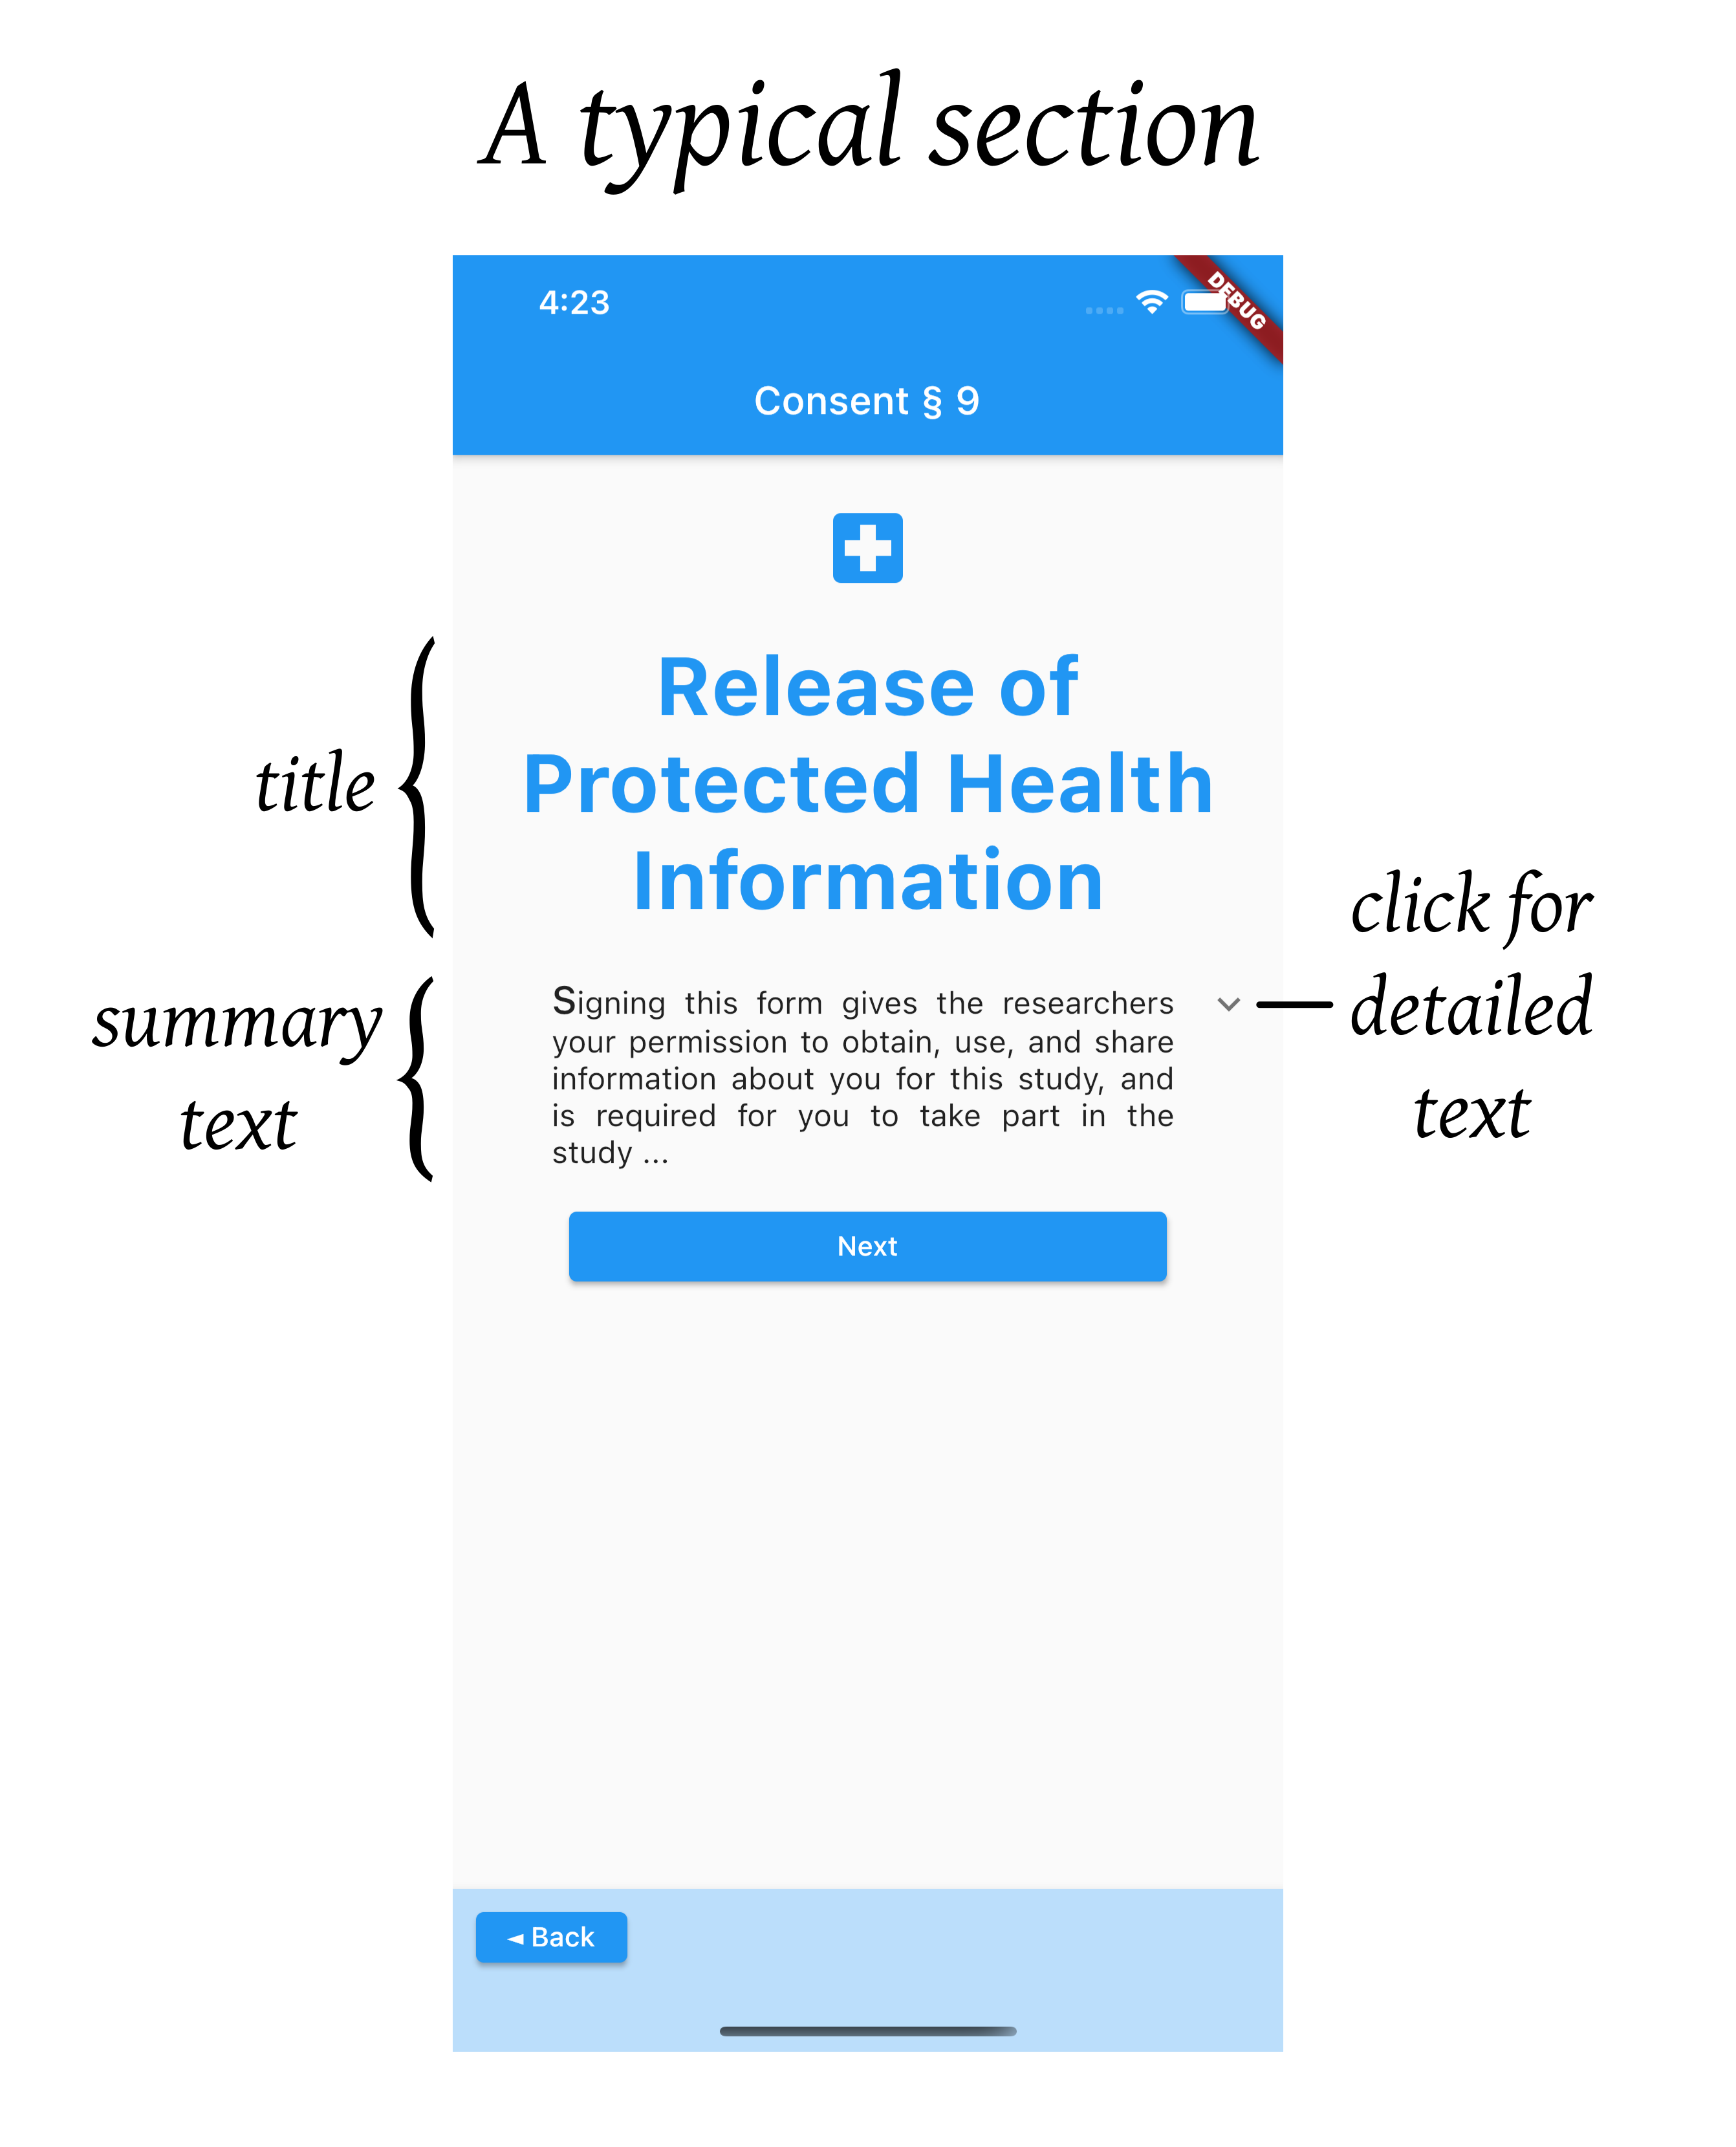 A typical section
4:23
DEBUG
Consent § 9
Release of
Protected Health
Information
title
Signing this form gives the researchers
your permission to obtain, use, and share
information about you for this study, and
is required for you to take part in the
study ...
summary
text
click for
detailed
text
Next
◄ Back